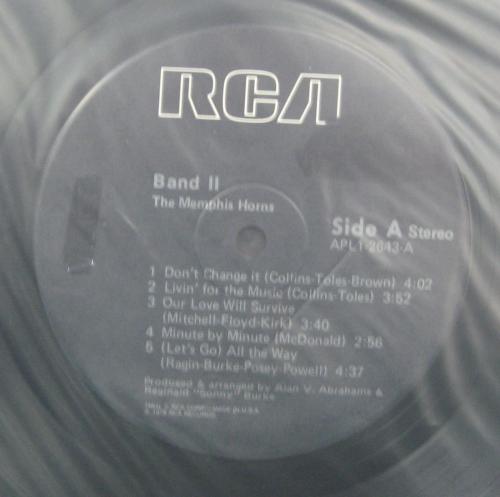 RCA
Band II
The Memphis Horns
Side A Stereo
APL1-2643-A
1 Don't Change it (Collins-Toles-Brown) 4:02
2 Livin' for the Music (Collins-Toles) 3:52
3 Our Love Will Survive
(Mitchell-Floyd-Kirk) 3:40
4 Minute by Minute (McDonald) 2:56
5 (Let's Go) All the Way
(Ragin-Burke-Posey-Powell) 4:37
Produced & arranged by Alan V. Abrahams &
Reginald "Sonny" Burke
RCA RECORDS